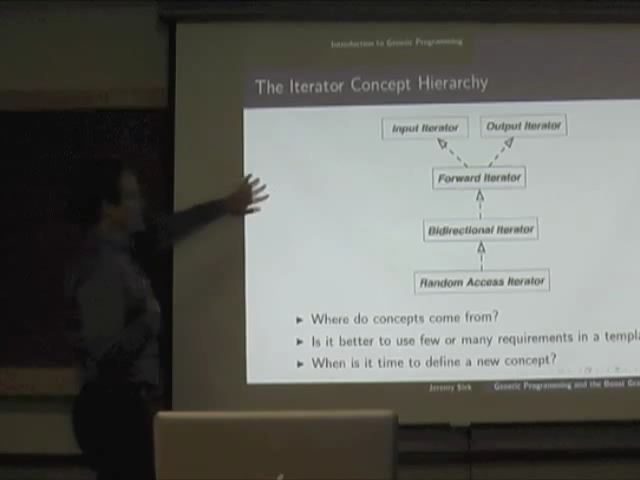 Introduction to Generic Programming
The Iterator Concept Hierarchy
Input Iterator
Output Iterator
Forward Iterator
Bidirectional Iterator
Random Access Iterator
Where do concepts come from?
Is it better to use few or many requirements in a templa
When is it time to define a new concept?
Jeremy Siek
Generic Programming and the Boost Gra